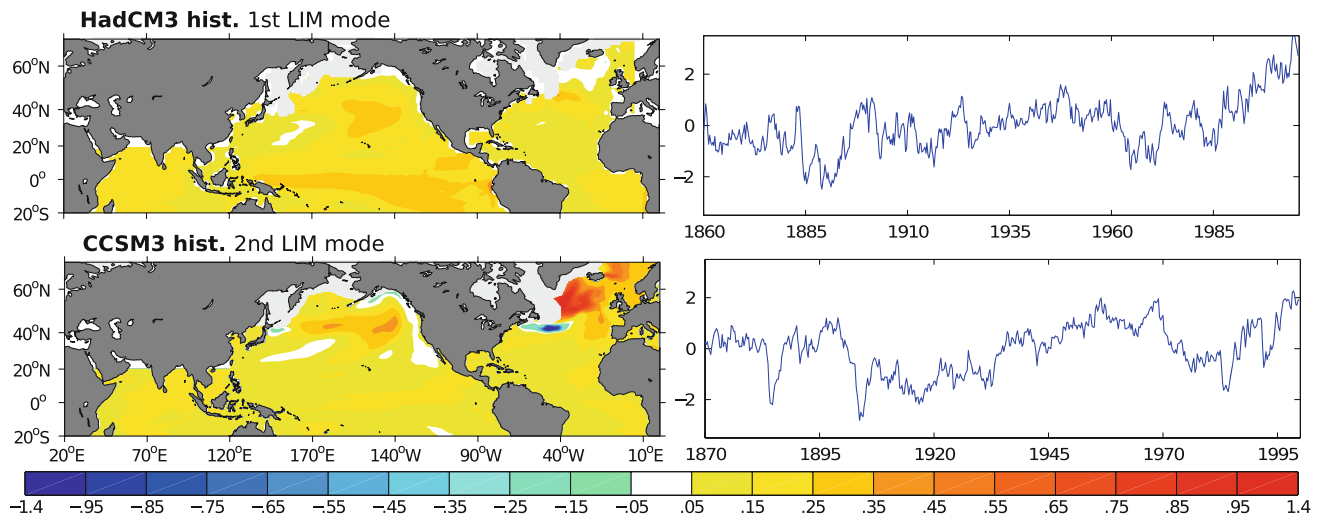 HadCM3 hist. 1st LIM mode
60°N
40°N
20°N
0°
20°S
2
0
−2
1860 1885 1910 1935 1960 1985
CCSM3 hist. 2nd LIM mode
60°N
40°N
20°N
0°
20°S
20°E 70°E 120°E 170°E 140°W 90°W 40°W 10°E
2
0
−2
1870 1895 1920 1945 1970 1995
−1.4 −.95 −.85 −.75 −.65 −.55 −.45 −.35 −.25 −.15 −.05 .05 .15 .25 .35 .45 .55 .65 .75 .85 .95 1.4